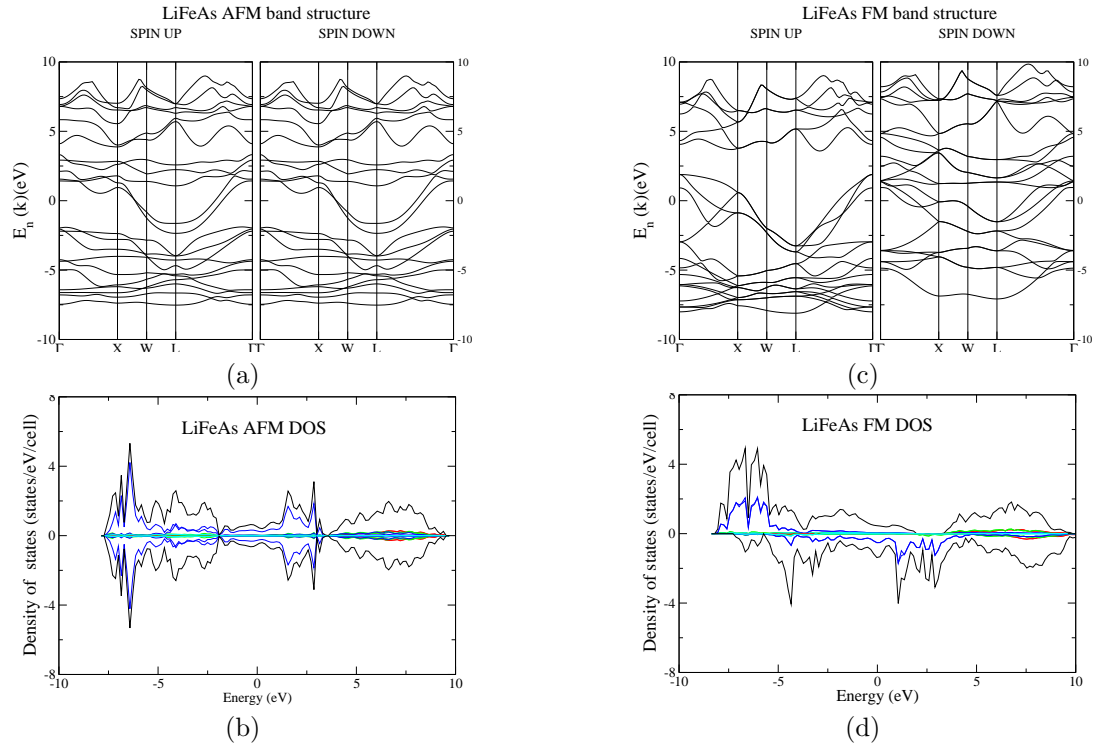 LiFeAs AFM band structure
SPIN UP SPIN DOWN
10 10
5 5
0 0
-5 -5
-10 -10
E_n (k)(eV)
Γ X W L Γ Γ X W L Γ
(a)
LiFeAs FM band structure
SPIN UP SPIN DOWN
10 10
5 5
0 0
-5 -5
-10 -10
E_n (k)(eV)
Γ X W L Γ Γ X W L Γ
(c)
LiFeAs AFM DOS
Density of states (states/eV/cell)
8
4
0
-4
-8
-10 -5 0 5 10
Energy (eV)
(b)
LiFeAs FM DOS
Density of states (states/eV/cell)
8
4
0
-4
-8
-10 -5 0 5 10
Energy (eV)
(d)